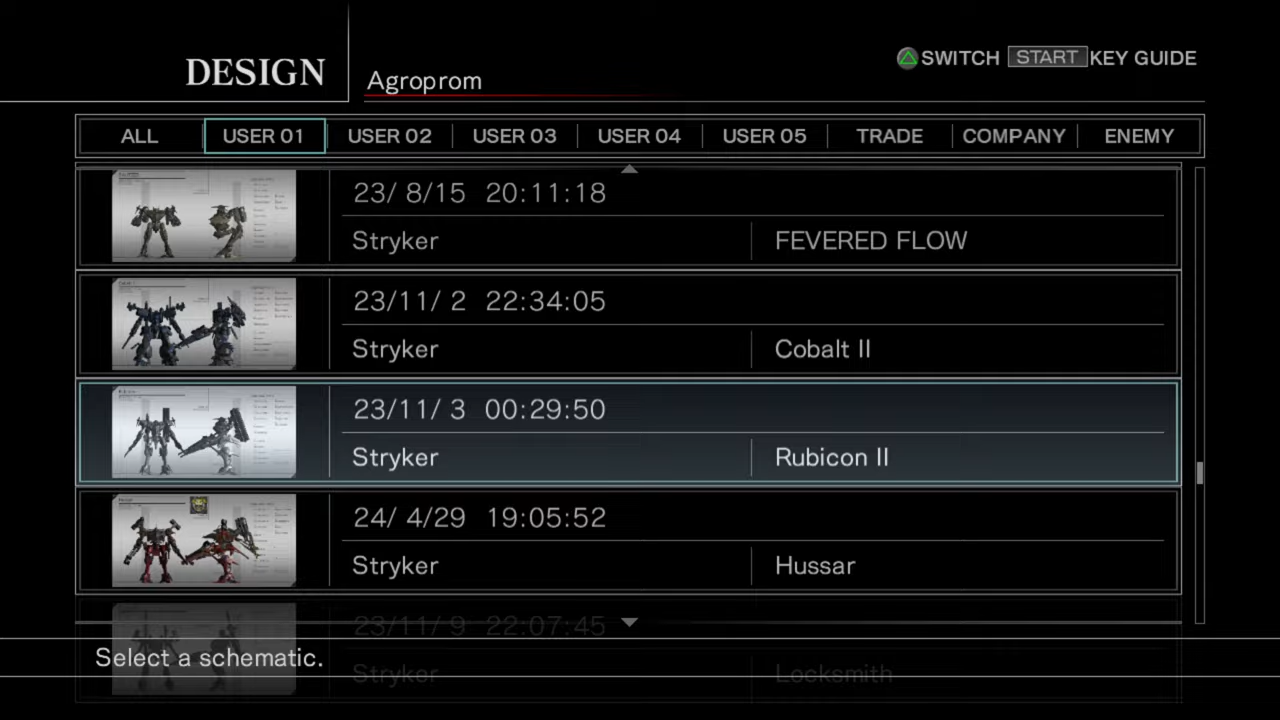 DESIGN
Agroprom
SWITCH START KEY GUIDE
ALL USER 01 USER 02 USER 03 USER 04 USER 05 TRADE COMPANY ENEMY
23/ 8/15 20:11:18
Stryker FEVERED FLOW
23/11/ 2 22:34:05
Stryker Cobalt II
23/11/ 3 00:29:50
Stryker Rubicon II
24/ 4/29 19:05:52
Stryker Hussar
23/11/ 9 22:07:45
Select a schematic.
Stryker Locksmith